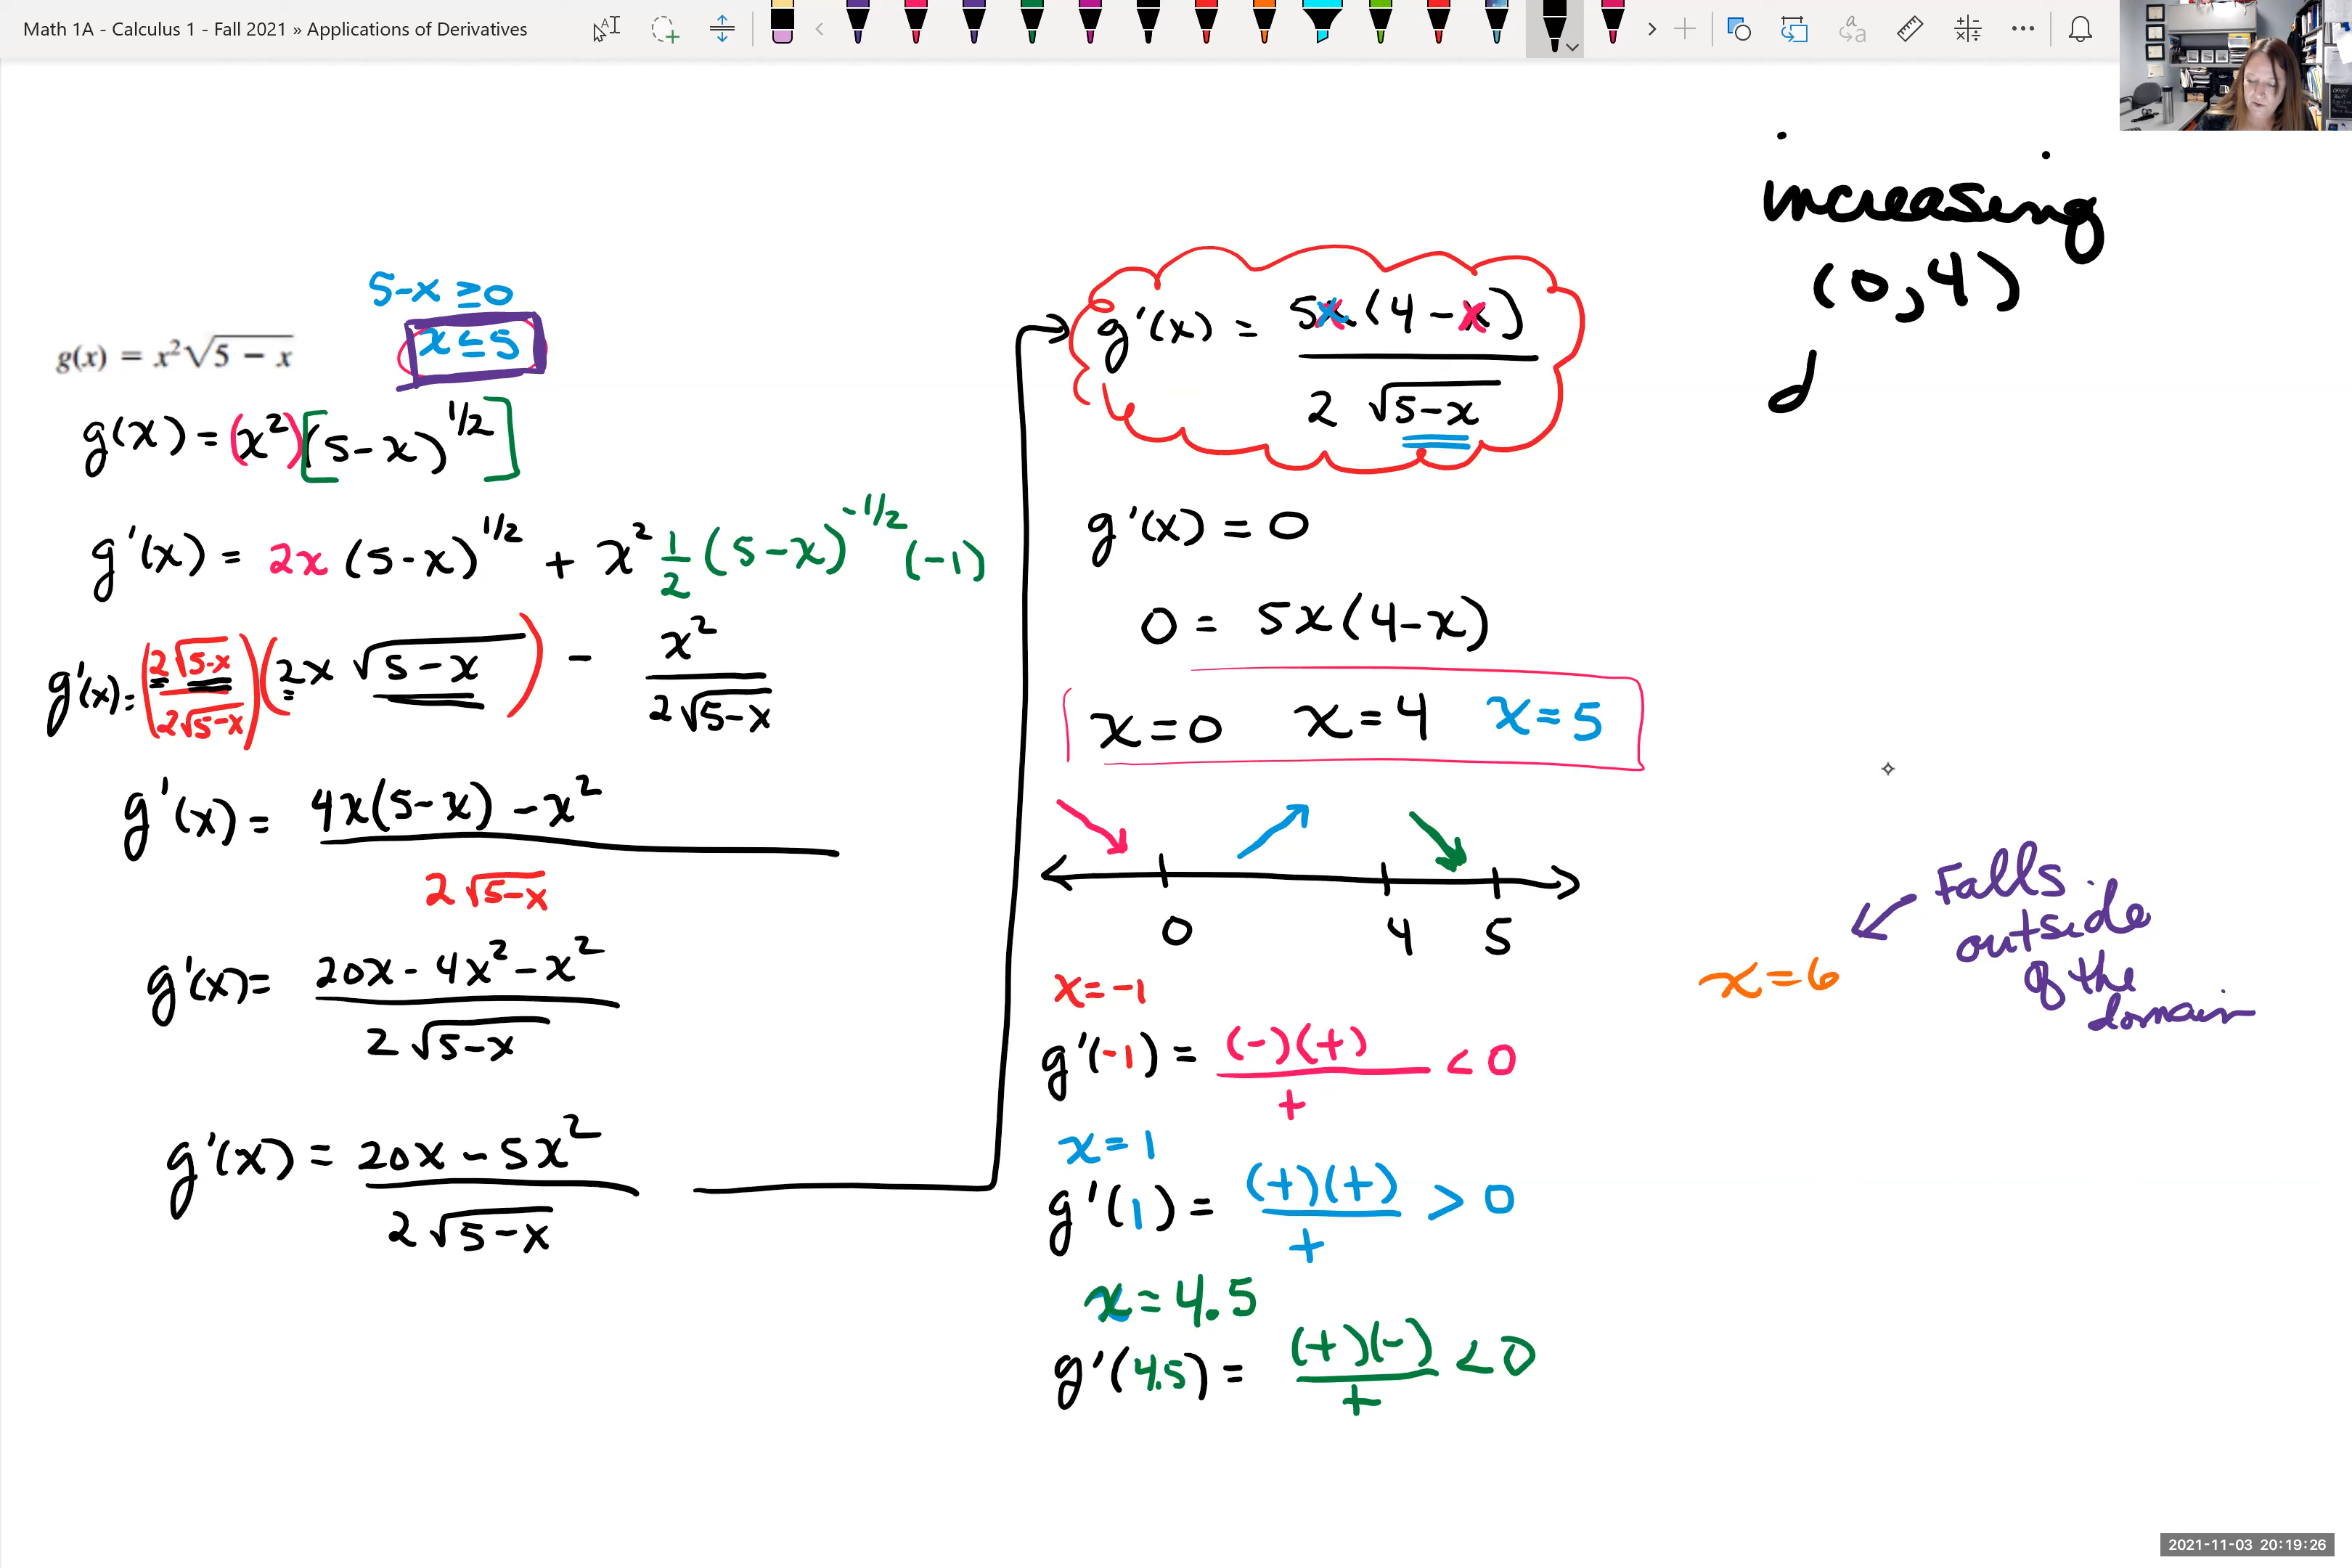 Math 1A - Calculus 1 - Fall 2021 » Applications of Derivatives
5-x ≥0
x ≤ 5
g(x) = x²√(5 − x)
g(x) = (x²)[(5-x)^1/2]
g'(x) = 2x (5-x)^1/2 + x² 1/2 (5-x)^-1/2 (-1)
g'(x) = (2√(5-x) / 2√(5-x)) (2x √(5-x)) - x² / 2√(5-x)
g'(x) = 4x(5-x) - x² / 2√(5-x)
g'(x) = 20x - 4x² - x² / 2√(5-x)
g'(x) = 20x - 5x² / 2√(5-x)
g'(x) = 5x (4-x) / 2 √(5-x)
g'(x) = 0
0 = 5x(4-x)
x = 0 x = 4 x = 5
0 4 5
x = -1
g'(-1) = (-)(+) / + < 0
x = 1
g'(1) = (+)(+) / + > 0
x = 4.5
g'(4.5) = (+)(-) / + < 0
increasing
(0,4)
d
Falls
outside
of the
domain
x = 6
2021-11-03 20:19:26